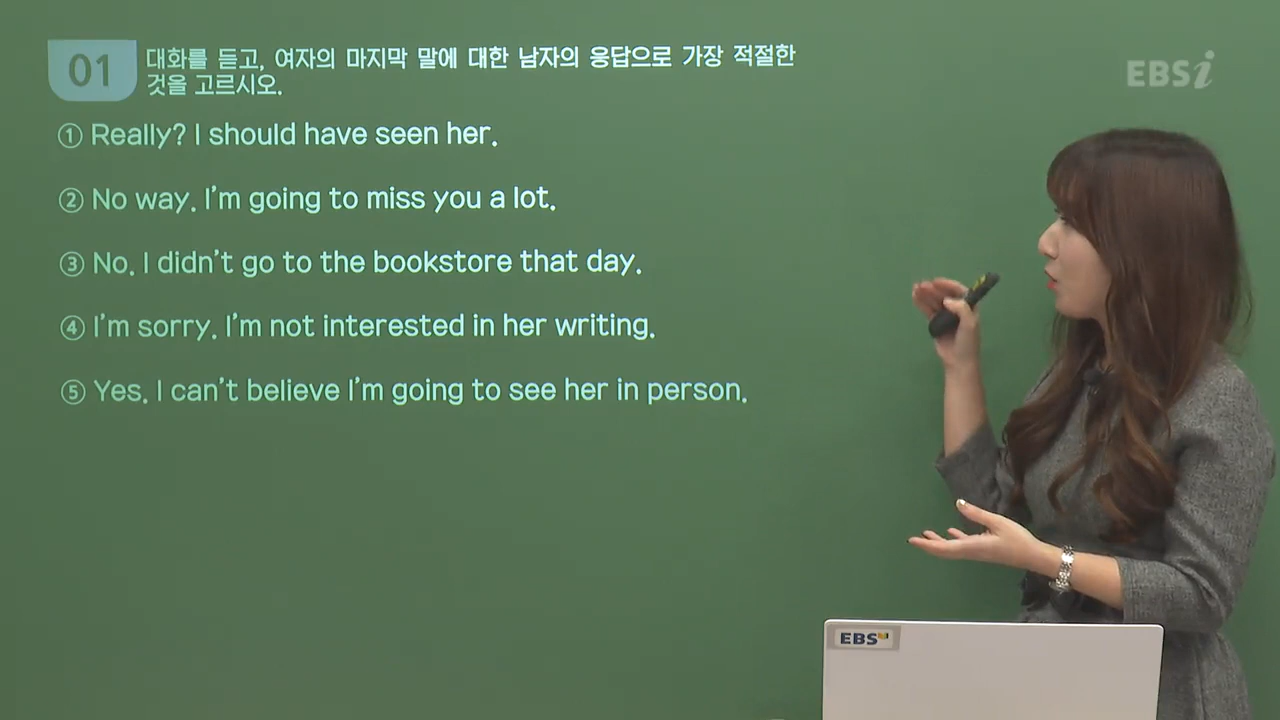 01
대화를 듣고, 여자의 마지막 말에 대한 남자의 응답으로 가장 적절한
것을 고르시오.
EBSi
① Really? I should have seen her.
② No way. I'm going to miss you a lot.
③ No. I didn't go to the bookstore that day.
④ I'm sorry. I'm not interested in her writing.
⑤ Yes. I can't believe I'm going to see her in person.
EBS